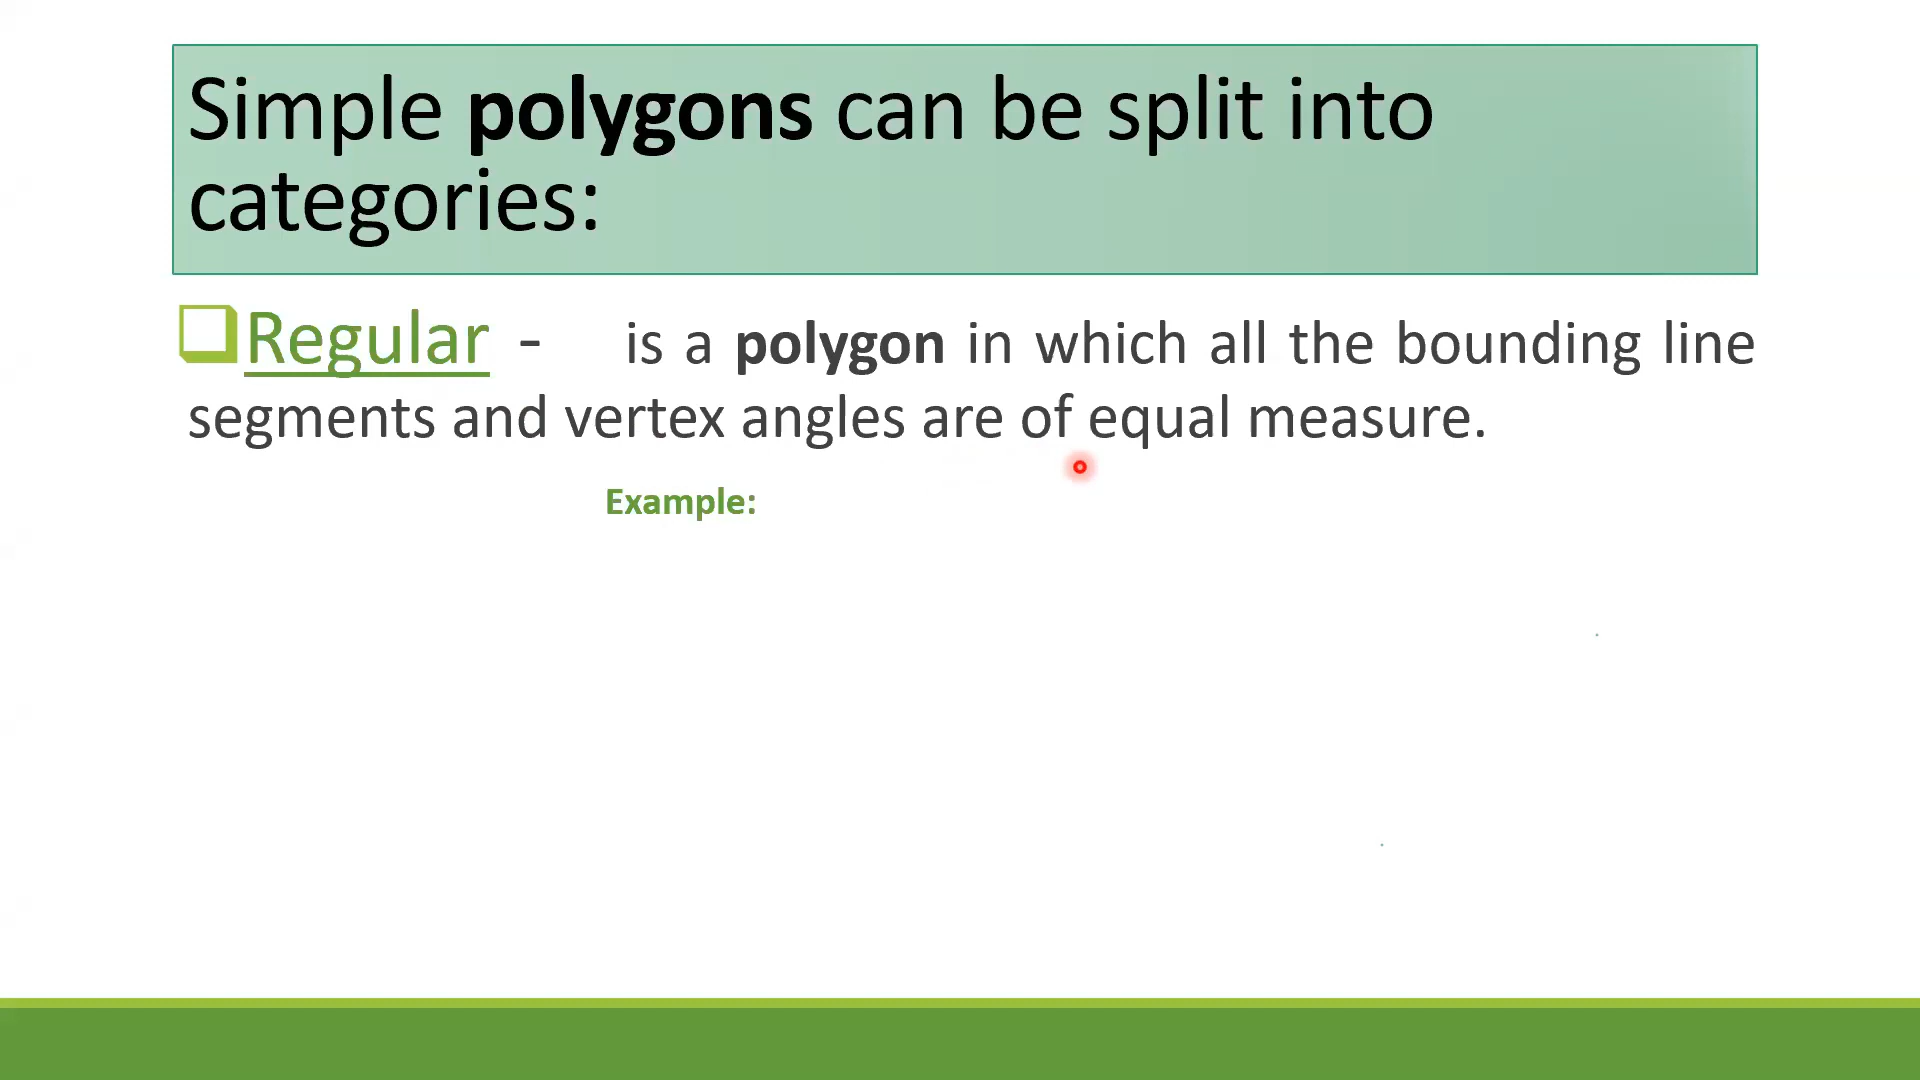 Simple polygons can be split into
categories:
Regular - is a polygon in which all the bounding line
segments and vertex angles are of equal measure.
Example: